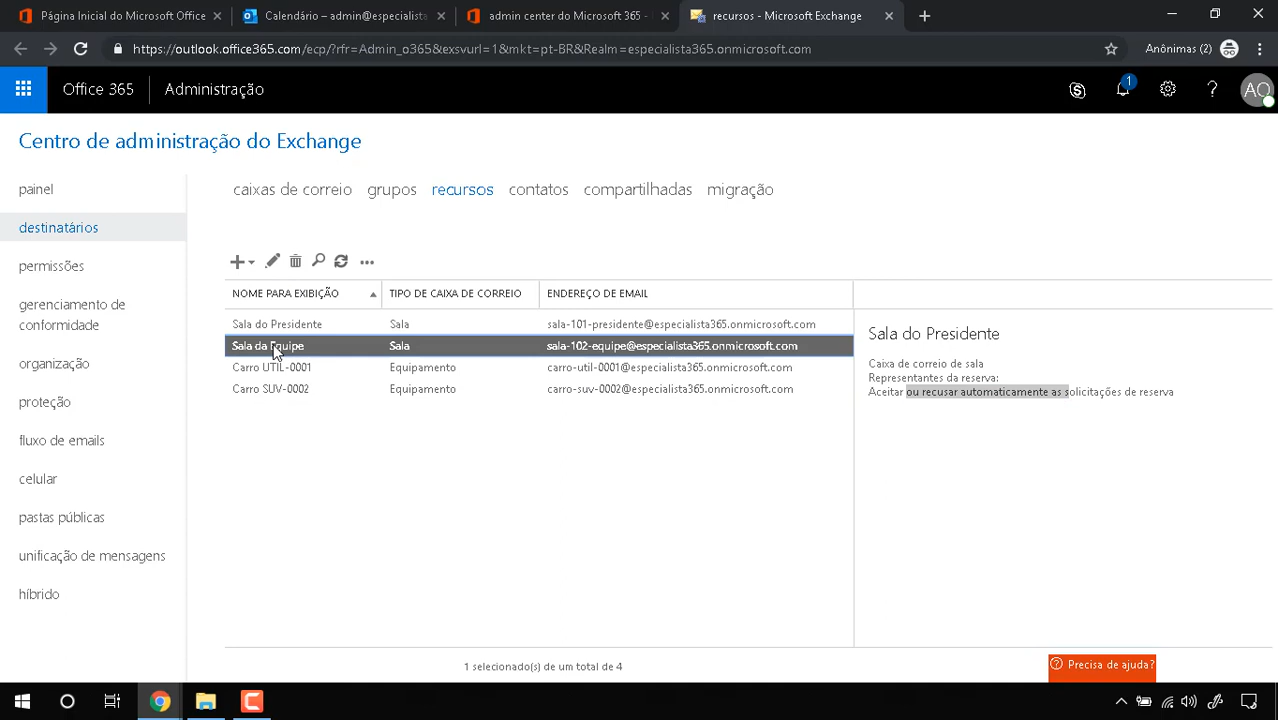 Página Inicial do Microsoft Office
Calendário – admin@especialista
admin center do Microsoft 365 -
recursos - Microsoft Exchange
https://outlook.office365.com/ecp/?rfr=Admin_o365&exsvurl=1&mkt=pt-BR&Realm=especialista365.onmicrosoft.com
Anônimas (2)
Office 365
Administração
1
AO
Centro de administração do Exchange
painel
destinatários
permissões
gerenciamento de
conformidade
organização
proteção
fluxo de emails
celular
pastas públicas
unificação de mensagens
híbrido
caixas de correio grupos recursos contatos compartilhadas migração
NOME PARA EXIBIÇÃO TIPO DE CAIXA DE CORREIO ENDEREÇO DE EMAIL
Sala do Presidente Sala sala-101-presidente@especialista365.onmicrosoft.com
Sala da Equipe Sala sala-102-equipe@especialista365.onmicrosoft.com
Carro UTIL-0001 Equipamento carro-util-0001@especialista365.onmicrosoft.com
Carro SUV-0002 Equipamento carro-suv-0002@especialista365.onmicrosoft.com
Sala do Presidente
Caixa de correio de sala
Representantes da reserva:
Aceitar ou recusar automaticamente as solicitações de reserva
1 selecionado(s) de um total de 4
Precisa de ajuda?